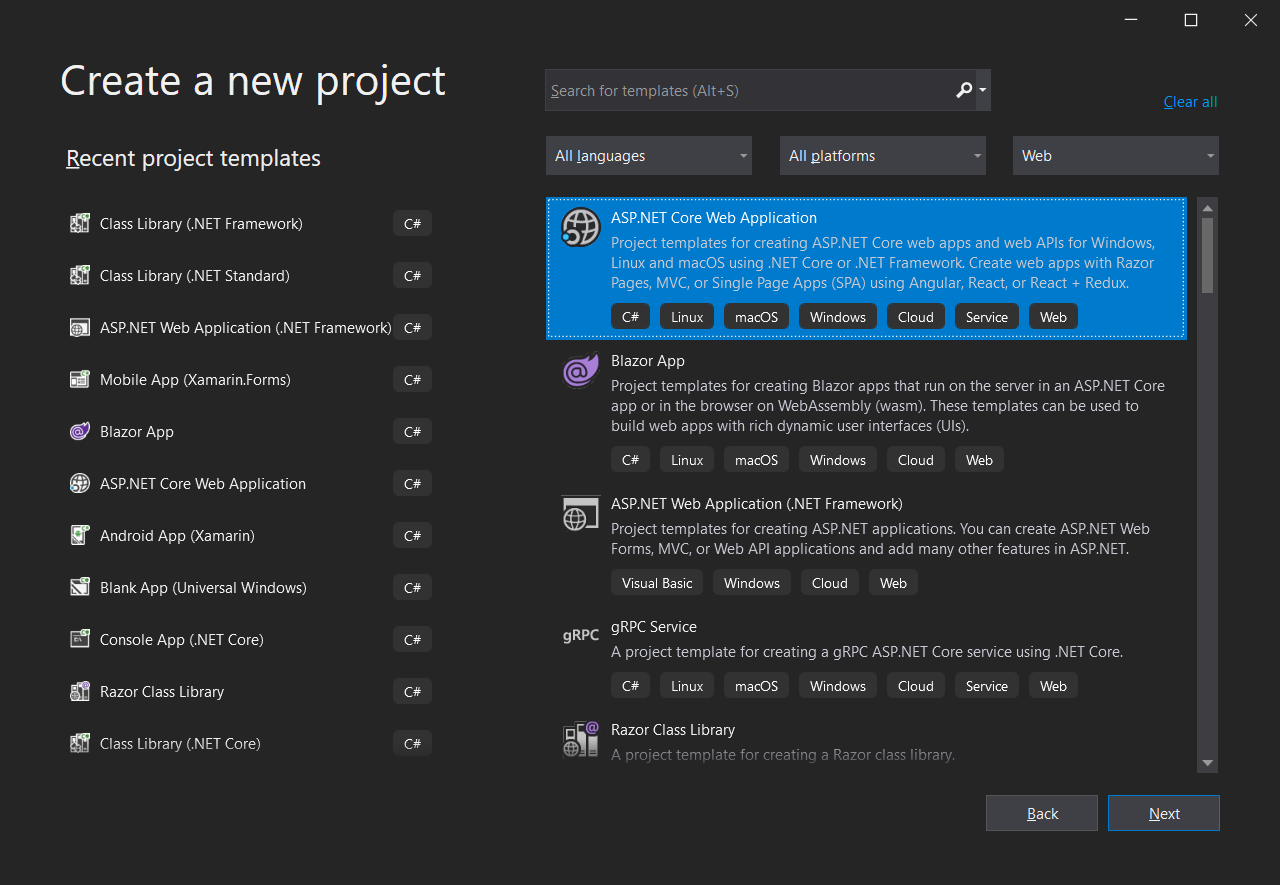 Create a new project
Search for templates (Alt+S)
Clear all
All languages
All platforms
Web
Recent project templates
Class Library (.NET Framework) C#
Class Library (.NET Standard) C#
ASP.NET Web Application (.NET Framework) C#
Mobile App (Xamarin.Forms) C#
Blazor App C#
ASP.NET Core Web Application C#
Android App (Xamarin) C#
Blank App (Universal Windows) C#
Console App (.NET Core) C#
Razor Class Library C#
Class Library (.NET Core) C#
ASP.NET Core Web Application
Project templates for creating ASP.NET Core web apps and web APIs for Windows,
Linux and macOS using .NET Core or .NET Framework. Create web apps with Razor
Pages, MVC, or Single Page Apps (SPA) using Angular, React, or React + Redux.
C# Linux macOS Windows Cloud Service Web
Blazor App
Project templates for creating Blazor apps that run on the server in an ASP.NET Core
app or in the browser on WebAssembly (wasm). These templates can be used to
build web apps with rich dynamic user interfaces (UIs).
C# Linux macOS Windows Cloud Web
ASP.NET Web Application (.NET Framework)
Project templates for creating ASP.NET applications. You can create ASP.NET Web
Forms, MVC, or Web API applications and add many other features in ASP.NET.
Visual Basic Windows Cloud Web
gRPC
gRPC Service
A project template for creating a gRPC ASP.NET Core service using .NET Core.
C# Linux macOS Windows Cloud Service Web
Razor Class Library
A project template for creating a Razor class library.
Back
Next